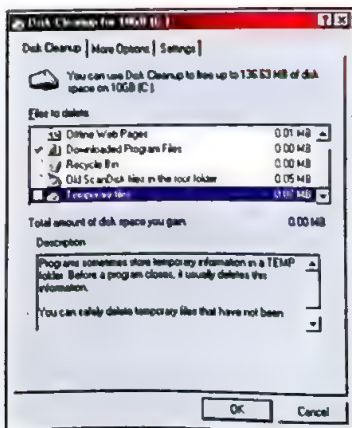 Disk Cleanup for 10GB (C:)
Disk Cleanup More Options Settings
You can use Disk Cleanup to free up to 136.63 MB of disk
space on 10GB (C:).
Files to delete:
Offline Web Pages 0.01 MB
Downloaded Program Files 0.00 MB
Recycle Bin 0.00 MB
Old ScanDisk files in the root folder 0.05 MB
Temporary files MB
Total amount of disk space you gain: 0.00 MB
Description
Programs sometimes store temporary information in a TEMP
folder. Before a program closes, it usually deletes this
information.
You can safely delete temporary files that have not been
OK Cancel